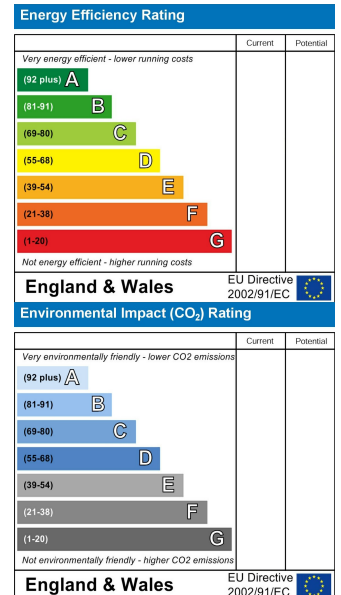 Energy Efficiency Rating
Current Potential
Very energy efficient - lower running costs
(92 plus) A
(81-91) B
(69-80) C
(55-68) D
(39-54) E
(21-38) F
(1-20) G
Not energy efficient - higher running costs
England & Wales EU Directive
2002/91/EC
Environmental Impact (CO₂) Rating
Current Potential
Very environmentally friendly - lower CO2 emissions
(92 plus) A
(81-91) B
(69-80) C
(55-68) D
(39-54) E
(21-38) F
(1-20) G
Not environmentally friendly - higher CO2 emissions
England & Wales EU Directive
2002/91/EC